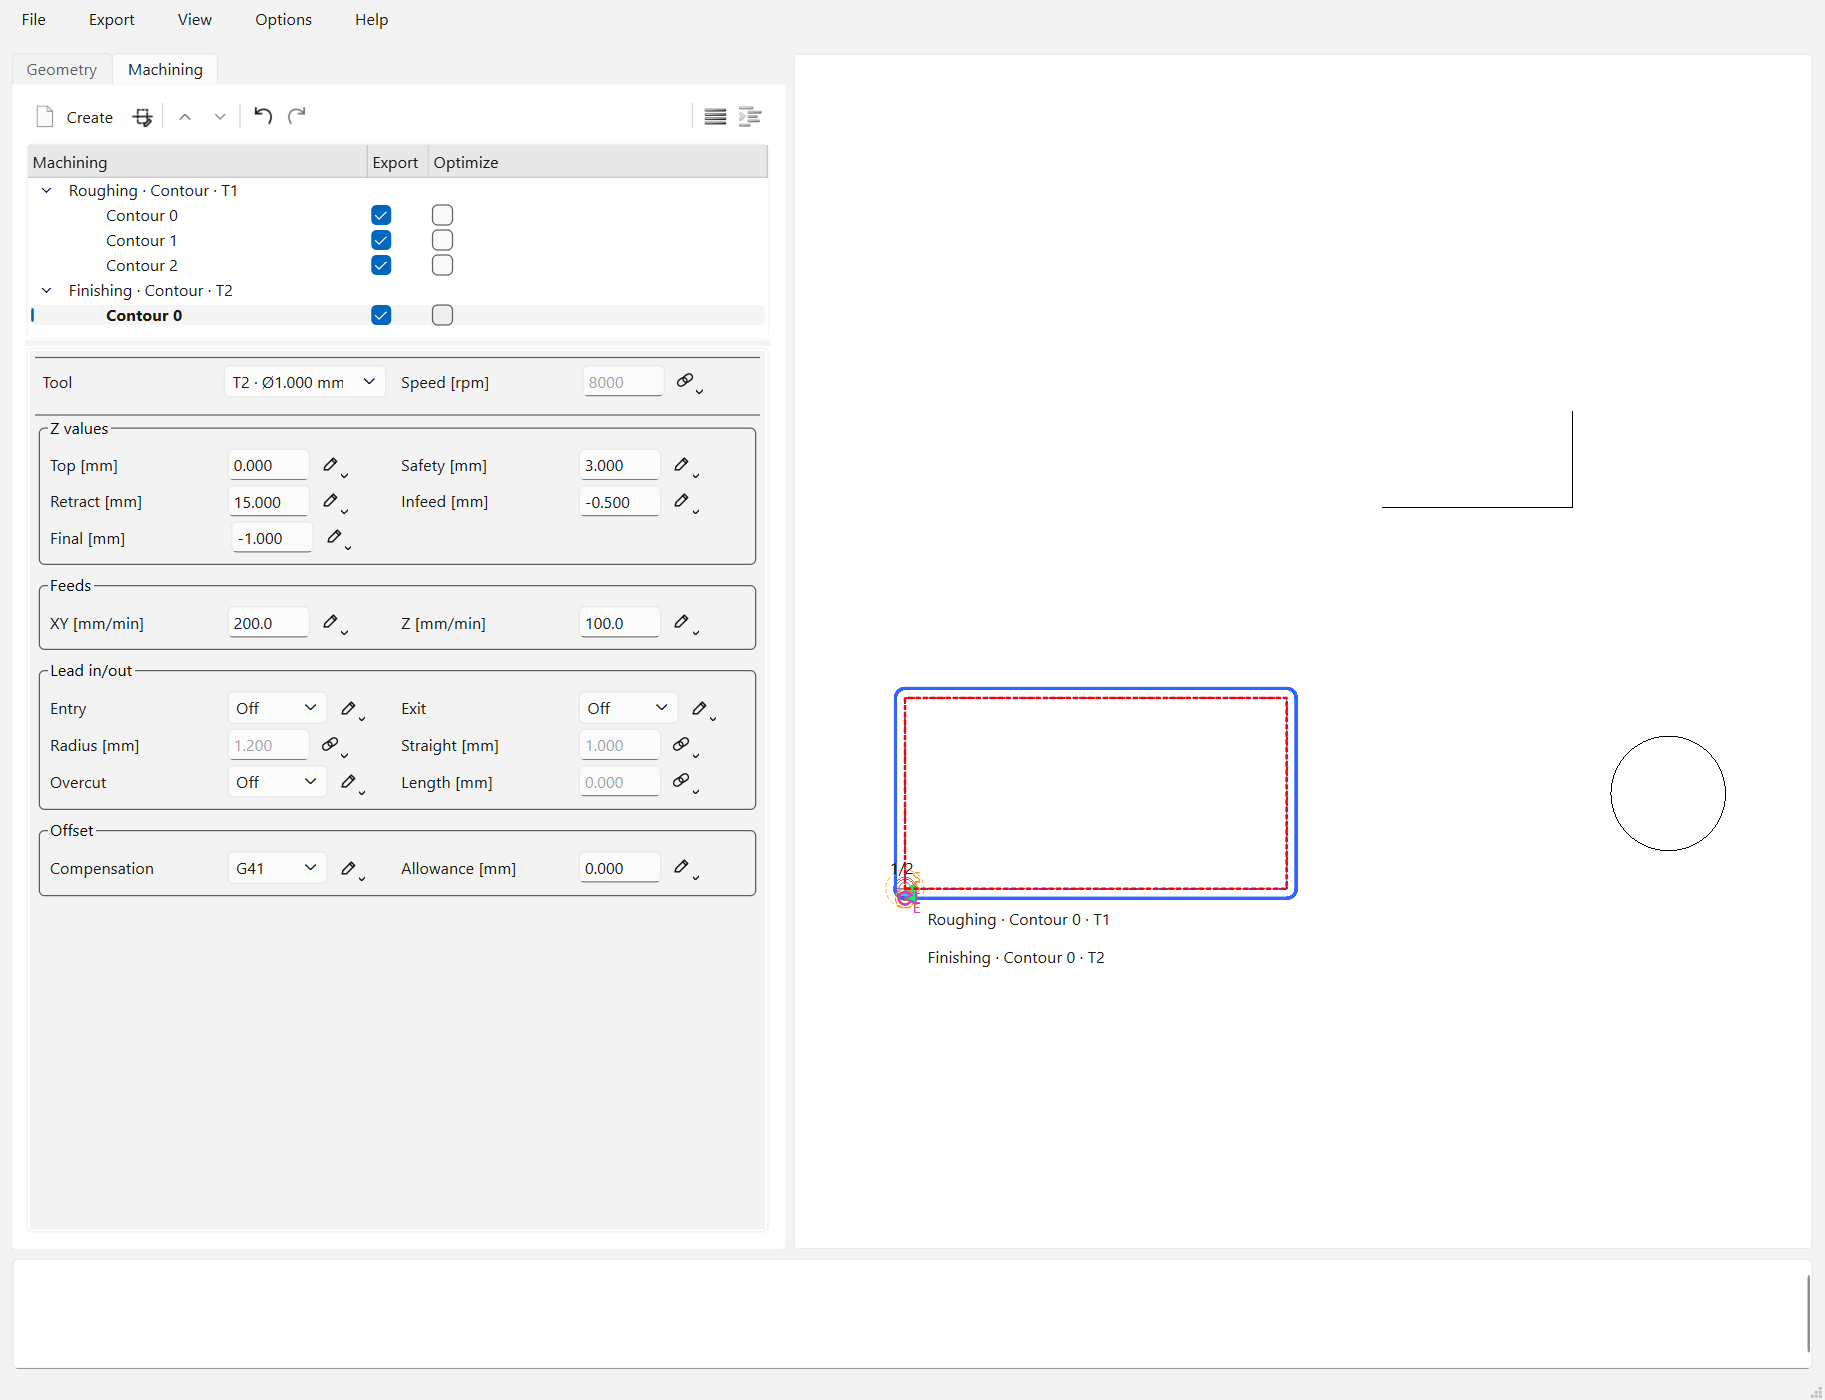 File Export View Options Help
Geometry Machining
Create
Machining Export Optimize
Roughing · Contour · T1
Contour 0
Contour 1
Contour 2
Finishing · Contour · T2
Contour 0
Tool T2 · Ø1.000 mm Speed [rpm] 8000
Z values
Top [mm] 0.000 Safety [mm] 3.000
Retract [mm] 15.000 Infeed [mm] -0.500
Final [mm] -1.000
Feeds
XY [mm/min] 200.0 Z [mm/min] 100.0
Lead in/out
Entry Off Exit Off
Radius [mm] 1.200 Straight [mm] 1.000
Overcut Off Length [mm] 0.000
Offset
Compensation G41 Allowance [mm] 0.000
1/2
S
E
Roughing · Contour 0 · T1
Finishing · Contour 0 · T2